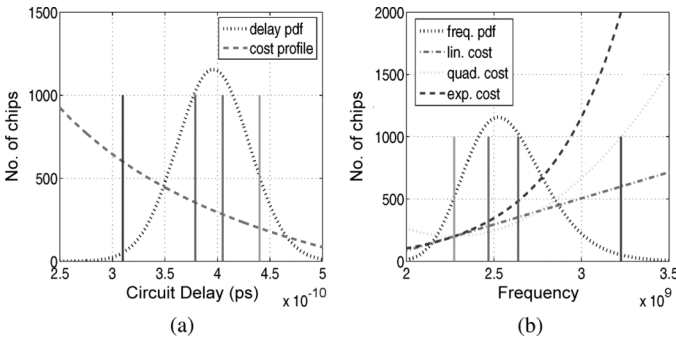 1500
1000
500
0
No. of chips
delay pdf
cost profile
2.5
3
3.5
4
4.5
5
Circuit Delay (ps)
x 10-10
(a)
2000
1500
1000
500
0
No. of chips
freq. pdf
lin. cost
quad. cost
exp. cost
2
2.5
3
3.5
Frequency
x 10^9
(b)